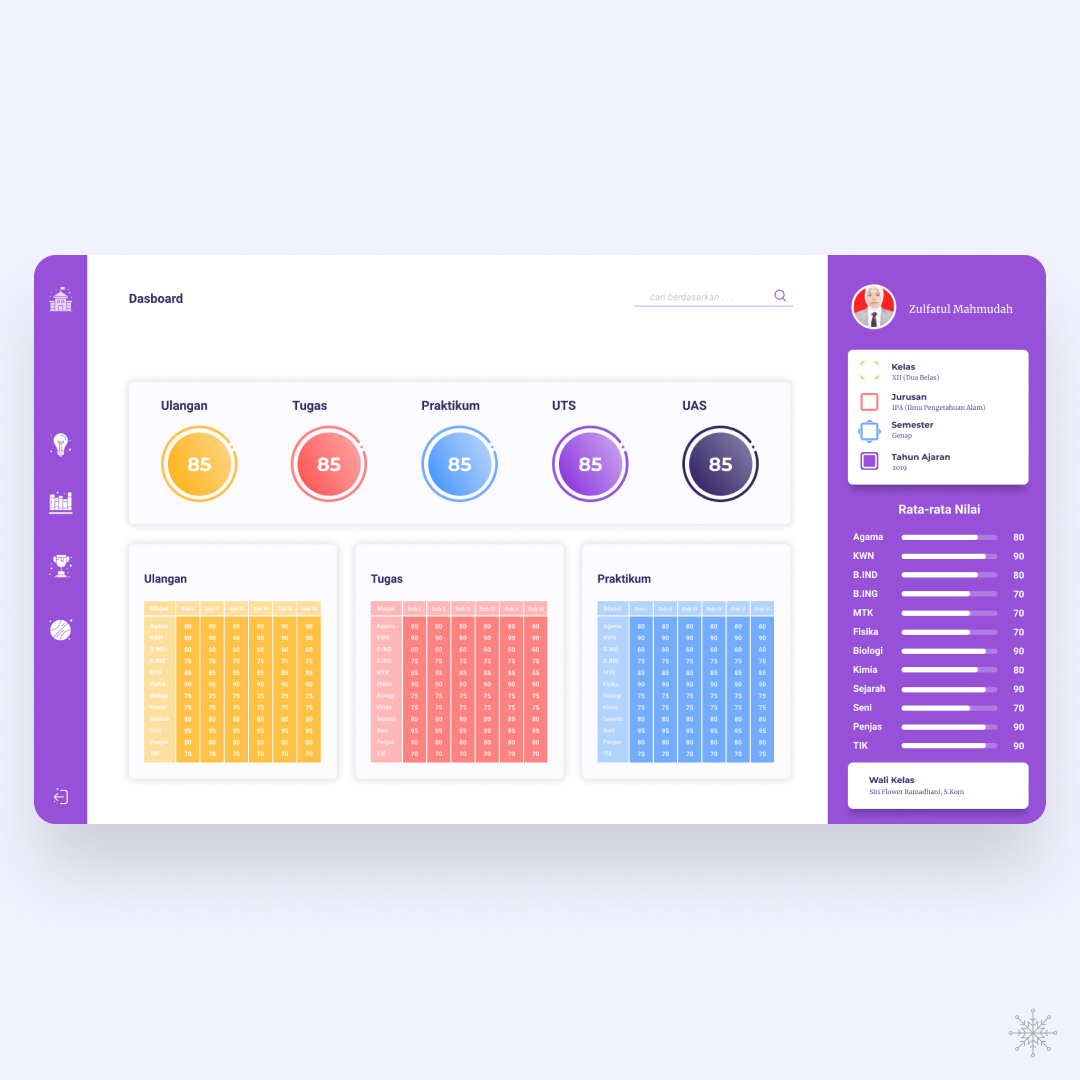 Dasboard
cari berdasarkan . . .
Ulangan Tugas Praktikum UTS UAS
85 85 85 85 85
Ulangan
Mapel Bab I Bab II Bab III Bab IV Bab V Bab VI
Agama 80 80 80 80 80 80
KWN 90 90 90 90 90 90
B.IND 60 60 60 60 60 60
B.ING 75 75 75 75 75 75
MTK 85 85 85 85 85 85
Fisika 90 90 90 90 90 90
Biologi 75 75 75 75 75 75
Kimia 75 75 75 75 75 75
Sejarah 80 80 80 80 80 80
Seni 95 95 95 95 95 95
Penjas 80 80 80 80 80 80
TIK 70 70 70 70 70 70
Tugas
Mapel Bab I Bab II Bab III Bab IV Bab V Bab VI
Agama 80 80 80 80 80 80
KWN 90 90 90 90 90 90
B.IND 60 60 60 60 60 60
B.ING 75 75 75 75 75 75
MTK 85 85 85 85 85 85
Fisika 90 90 90 90 90 90
Biologi 75 75 75 75 75 75
Kimia 75 75 75 75 75 75
Sejarah 80 80 80 80 80 80
Seni 95 95 95 95 95 95
Penjas 80 80 80 80 80 80
TIK 70 70 70 70 70 70
Praktikum
Mapel Bab I Bab II Bab III Bab IV Bab V Bab VI
Agama 80 80 80 80 80 80
KWN 90 90 90 90 90 90
B.IND 60 60 60 60 60 60
B.ING 75 75 75 75 75 75
MTK 85 85 85 85 85 85
Fisika 90 90 90 90 90 90
Biologi 75 75 75 75 75 75
Kimia 75 75 75 75 75 75
Sejarah 80 80 80 80 80 80
Seni 95 95 95 95 95 95
Penjas 80 80 80 80 80 80
TIK 70 70 70 70 70 70
Zulfatul Mahmudah
Kelas
XII (Dua Belas)
Jurusan
IPA (Ilmu Pengetahuan Alam)
Semester
Genap
Tahun Ajaran
2019
Rata-rata Nilai
Agama 80
KWN 90
B.IND 80
B.ING 70
MTK 70
Fisika 70
Biologi 90
Kimia 80
Sejarah 90
Seni 70
Penjas 90
TIK 90
Wali Kelas
Siti Flower Ramadhani, S.Kom